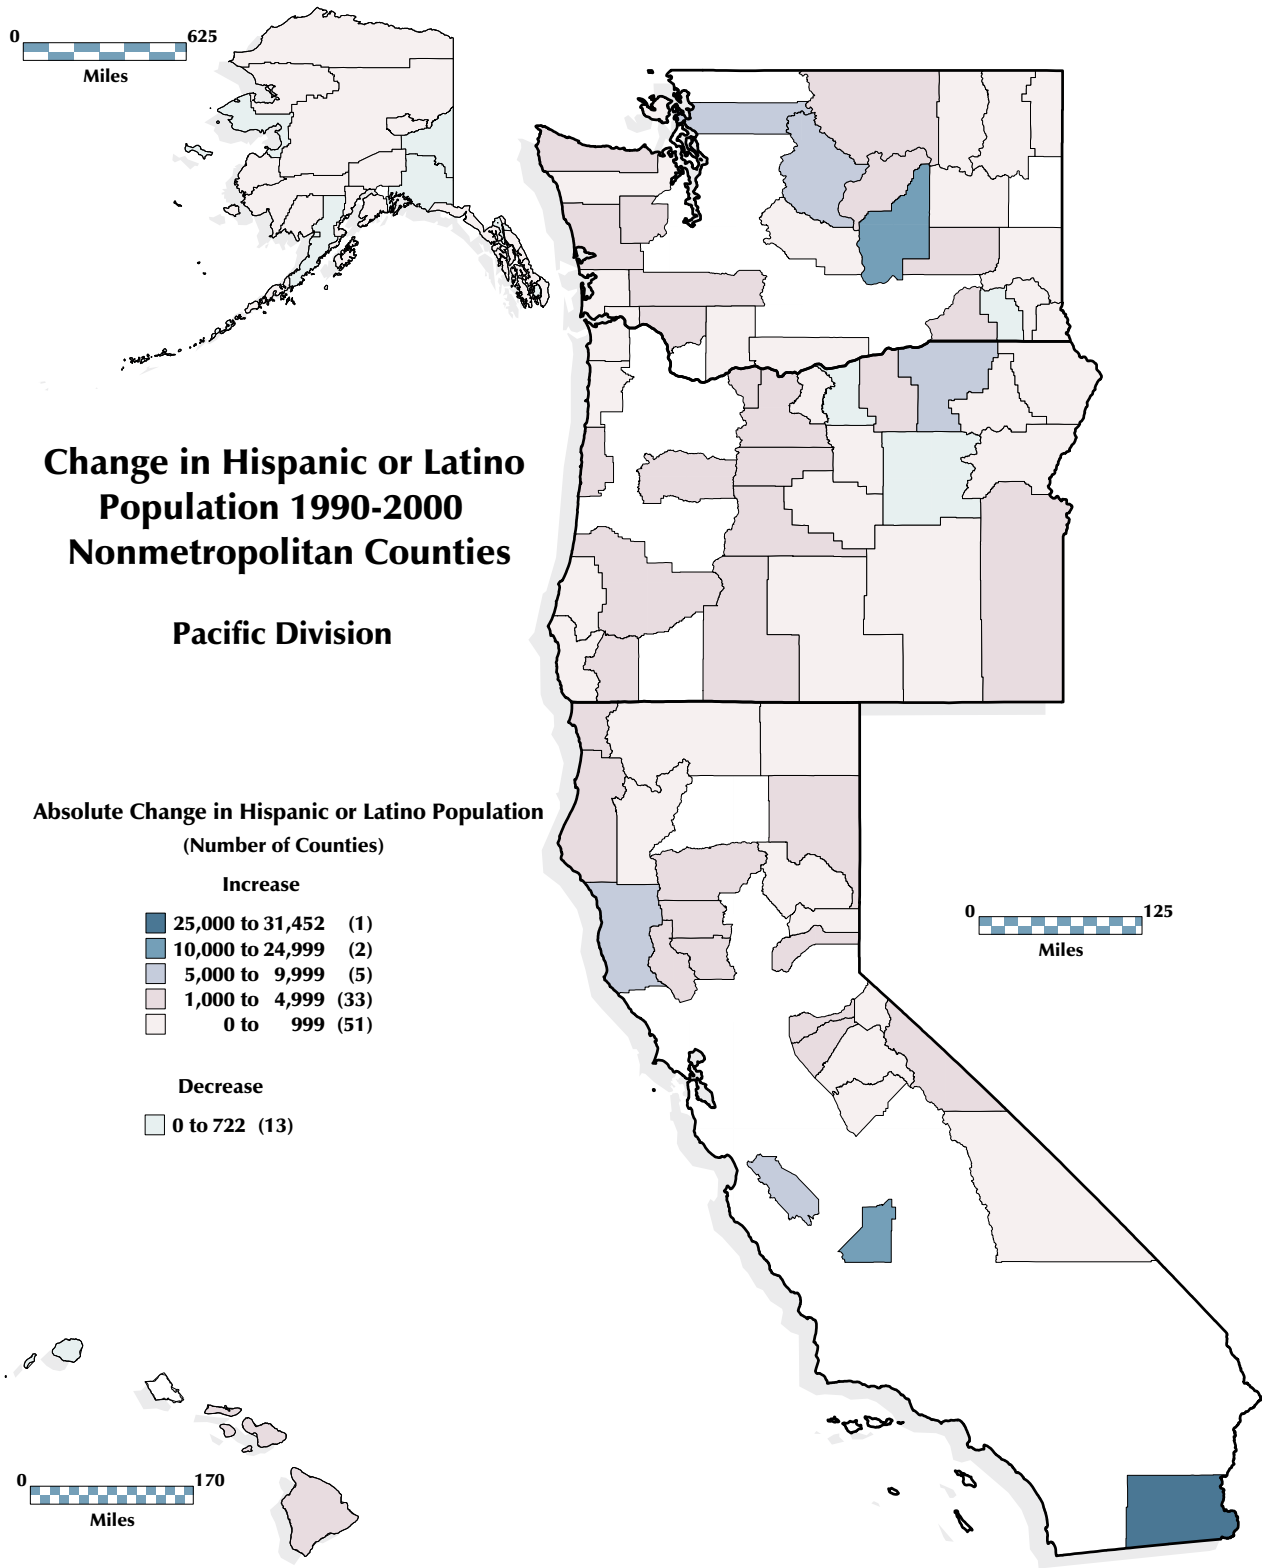 0 625
Miles
Change in Hispanic or Latino
Population 1990-2000
Nonmetropolitan Counties
Pacific Division
Absolute Change in Hispanic or Latino Population
(Number of Counties)
Increase
25,000 to 31,452 (1)
10,000 to 24,999 (2)
5,000 to 9,999 (5)
1,000 to 4,999 (33)
0 to 999 (51)
Decrease
0 to 722 (13)
0 125
Miles
0 170
Miles